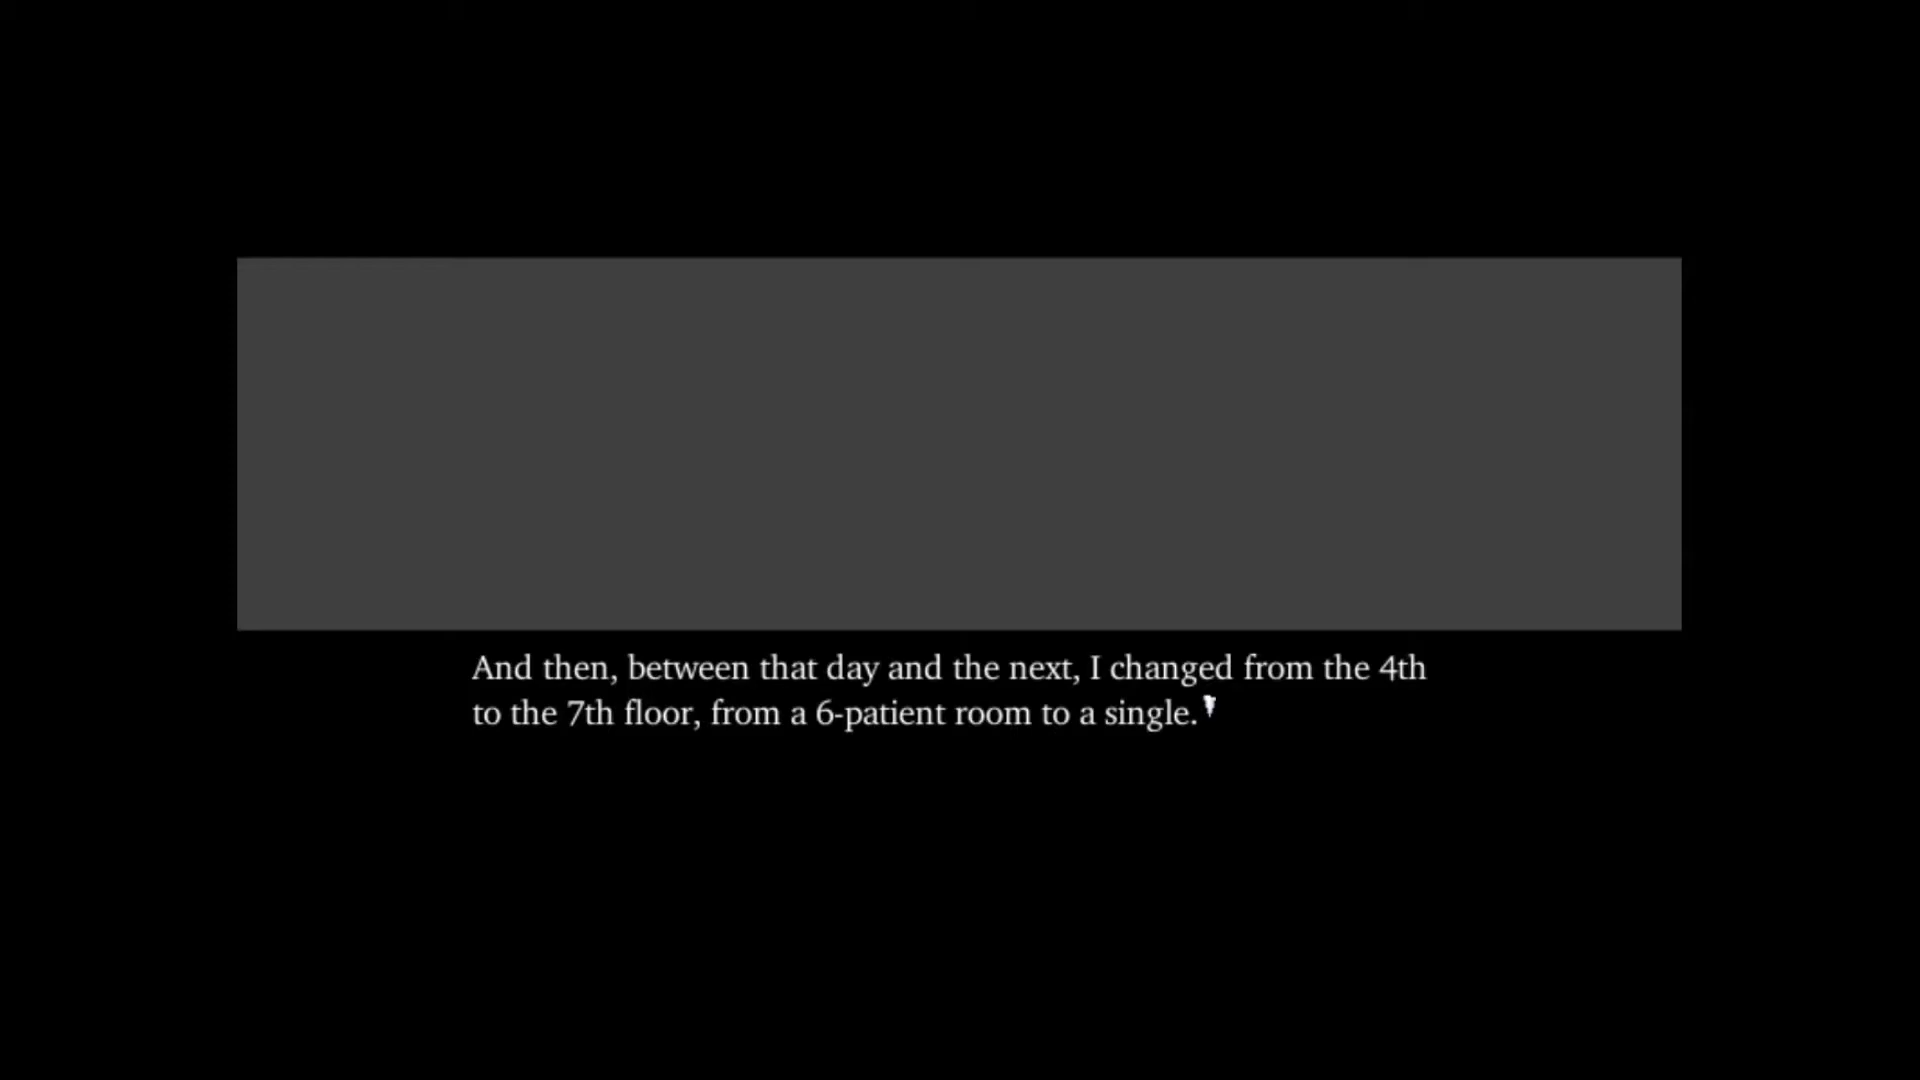 And then, between that day and the next, I changed from the 4th
to the 7th floor, from a 6-patient room to a single.